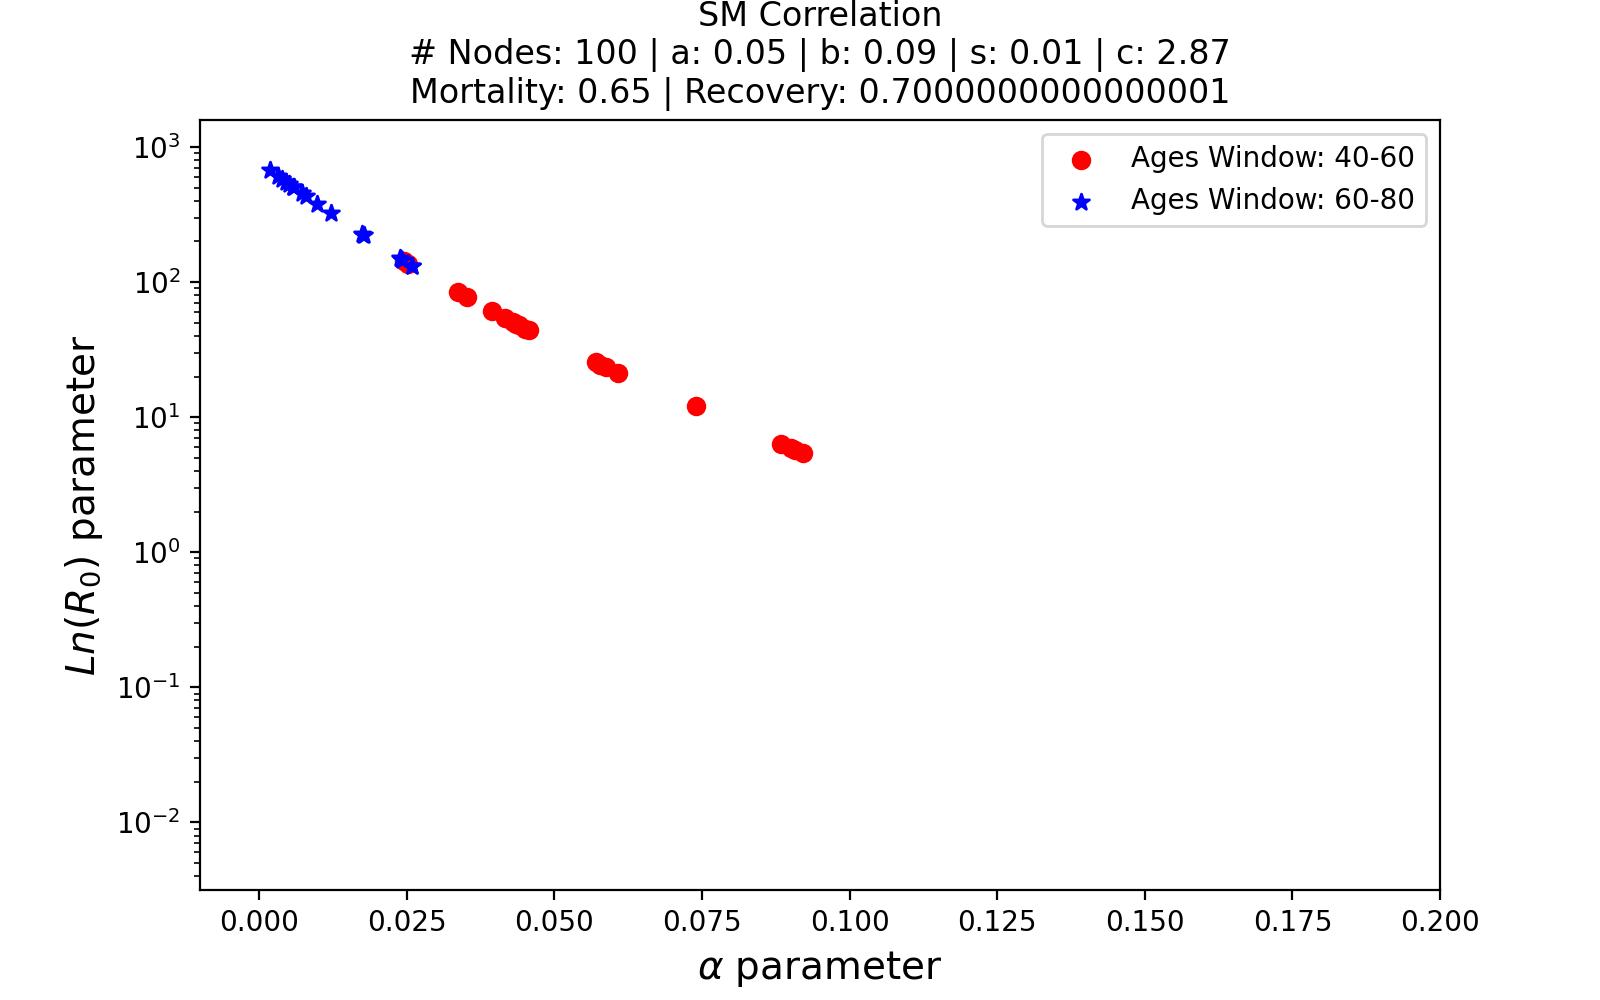 SM Correlation
# Nodes: 100 | a: 0.05 | b: 0.09 | s: 0.01 | c: 2.87
Mortality: 0.65 | Recovery: 0.7000000000000001
Ages Window: 40-60
Ages Window: 60-80
Ln(R₀) parameter
10³
10²
10¹
10⁰
10⁻¹
10⁻²
0.000 0.025 0.050 0.075 0.100 0.125 0.150 0.175 0.200
α parameter